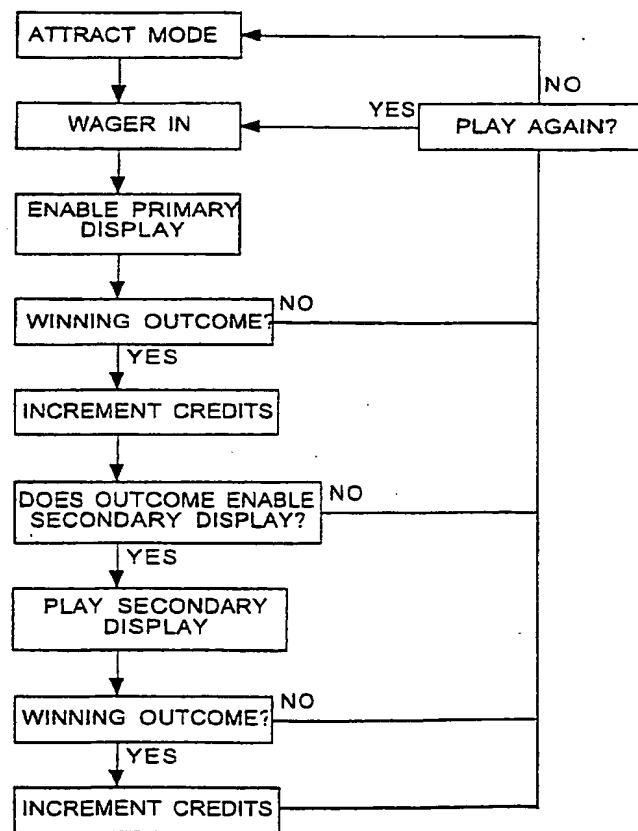 ATTRACT MODE
NO
YES
WAGER IN
PLAY AGAIN?
ENABLE PRIMARY
DISPLAY
NO
WINNING OUTCOME?
YES
INCREMENT CREDITS
NO
DOES OUTCOME ENABLE
SECONDARY DISPLAY?
YES
PLAY SECONDARY
DISPLAY
NO
WINNING OUTCOME?
YES
INCREMENT CREDITS